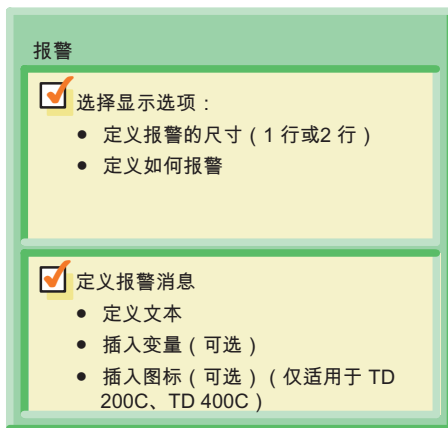 报警
选择显示选项：
● 定义报警的尺寸（1 行或2 行）
● 定义如何报警
定义报警消息
● 定义文本
● 插入变量（可选）
● 插入图标（可选）（仅适用于 TD
200C、TD 400C）